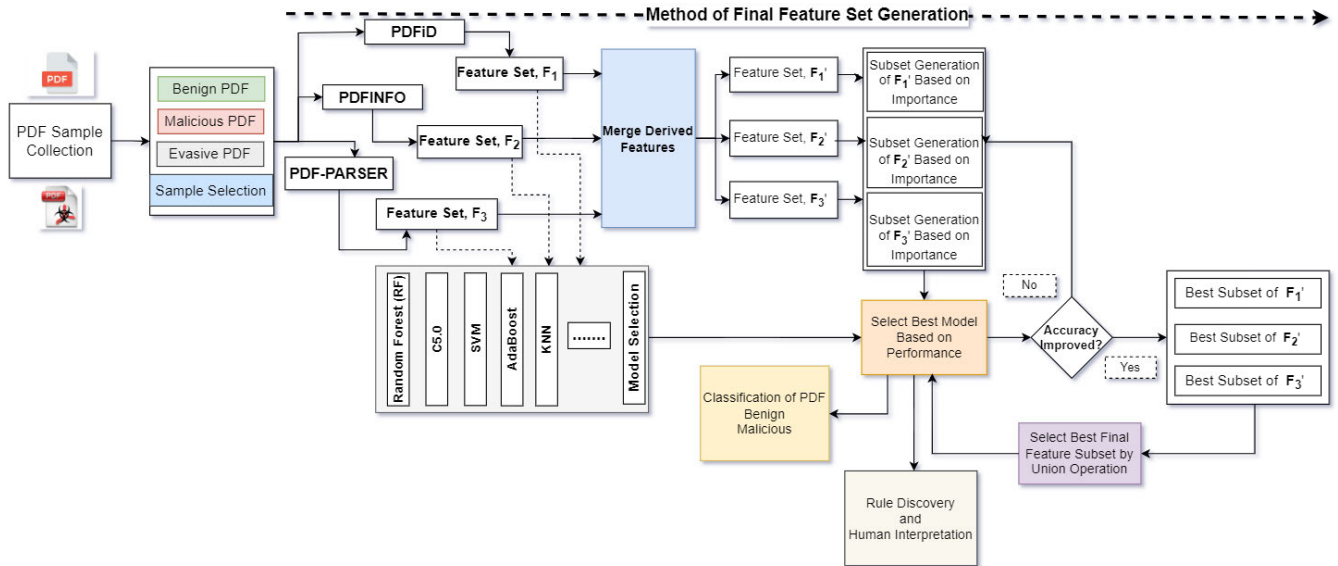 Method of Final Feature Set Generation
PDF
PDF Sample
Collection
PDF
Benign PDF
Malicious PDF
Evasive PDF
Sample Selection
PDFiD
PDFINFO
PDF-PARSER
Feature Set, F1
Feature Set, F2
Feature Set, F3
Merge Derived
Features
Feature Set, F1'
Feature Set, F2'
Feature Set, F3'
Subset Generation
of F1' Based on
Importance
Subset Generation
of F2' Based on
Importance
Subset Generation
of F3' Based on
Importance
Random Forest (RF)
C5.0
SVM
AdaBoost
KNN
.......
Model Selection
Select Best Model
Based on
Performance
No
Accuracy
Improved?
Yes
Best Subset of F1'
Best Subset of F2'
Best Subset of F3'
Classification of PDF
Benign
Malicious
Select Best Final
Feature Subset by
Union Operation
Rule Discovery
and
Human Interpretation